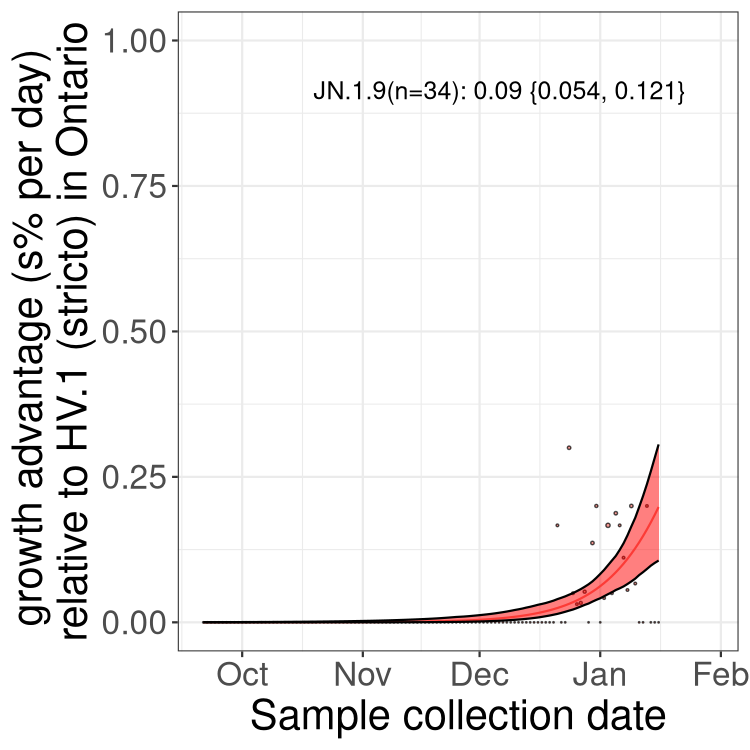 growth advantage (s% per day)
relative to HV.1 (stricto) in Ontario
1.00
0.75
0.50
0.25
0.00
JN.1.9(n=34): 0.09 {0.054, 0.121}
Oct Nov Dec Jan Feb
Sample collection date